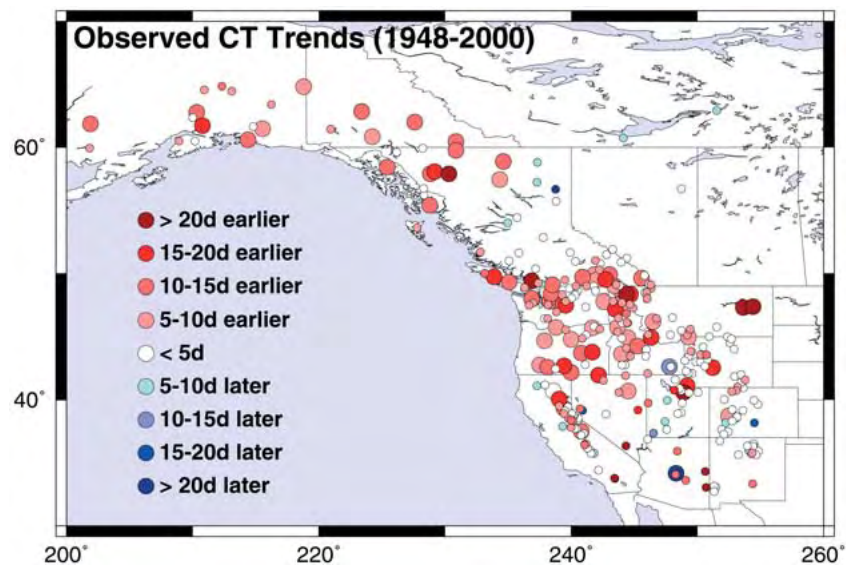 Observed CT Trends (1948-2000)
60°
> 20d earlier
15-20d earlier
10-15d earlier
5-10d earlier
< 5d
5-10d later
40°
10-15d later
15-20d later
> 20d later
200°
220°
240°
260°